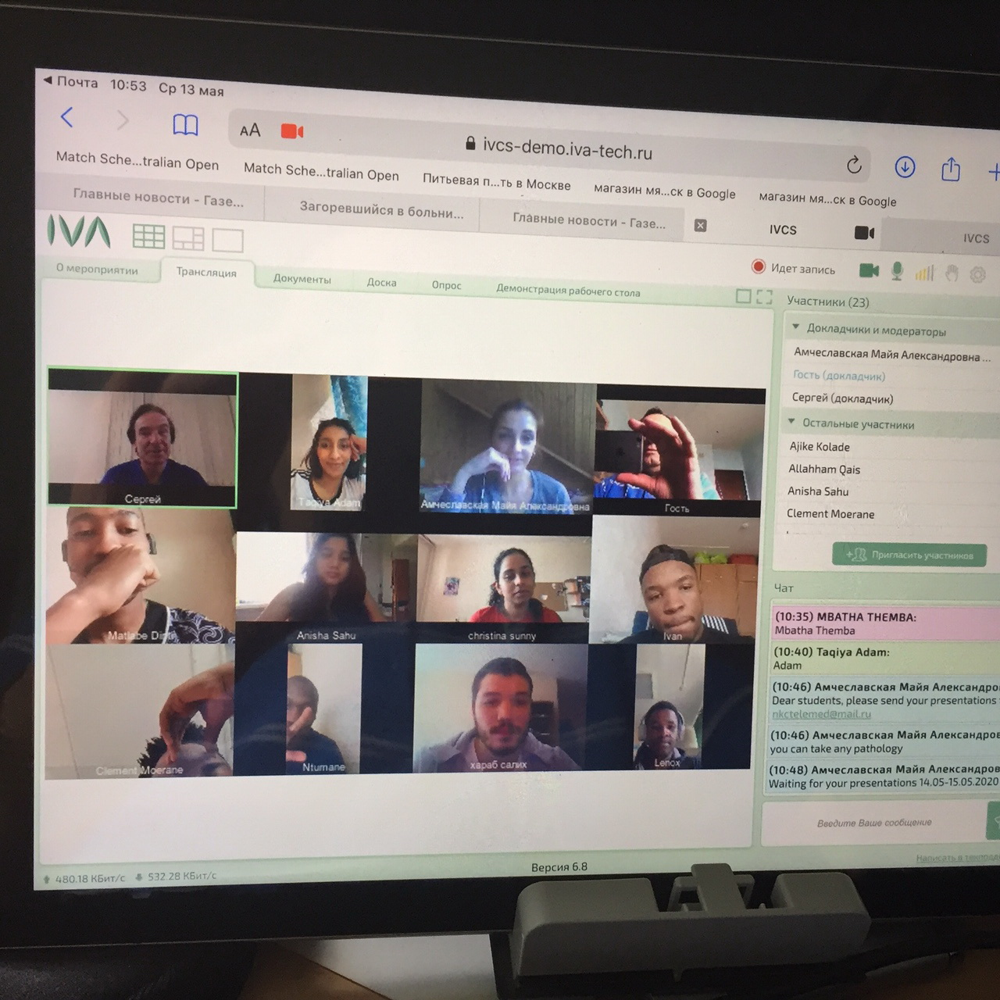 ◀ Почта 10:53 Ср 13 мая
AA ivcs-demo.iva-tech.ru
Match Sche...tralian Open Match Sche...tralian Open Питьевая п...ть в Москве магазин мя...ск в Google магазин мя...ск в Google
Главные новости - Газе... Загоревшийся в больни... Главные новости - Газе... IVCS IVCS
IVA
О мероприятии Трансляция Документы Доска Опрос Демонстрация рабочего стола
Идет запись
Сергей Taqiya Adam Амчеславская Майя Александровна Гость
Anisha Sahu christina sunny Ivan
Clement Moerane Ntumane хараб салих Lenox
Участники (23)
Докладчики и модераторы
Амчеславская Майя Александровна ...
Гость (докладчик)
Сергей (докладчик)
Остальные участники
Ajike Kolade
Allahham Qais
Anisha Sahu
Clement Moerane
Пригласить участников
Чат
(10:35) MBATHA THEMBA:
Mbatha Themba
(10:40) Taqiya Adam:
Adam
(10:46) Амчеславская Майя Александро
Dear students, please send your presentations
nkctelemed@mail.ru
(10:46) Амчеславская Майя Александров
you can take any pathology
(10:48) Амчеславская Майя Александров
Waiting for your presentations 14.05-15.05.2020
Введите Ваше сообщение
480.18 КБит/с 532.28 КБит/с
Версия 6.8